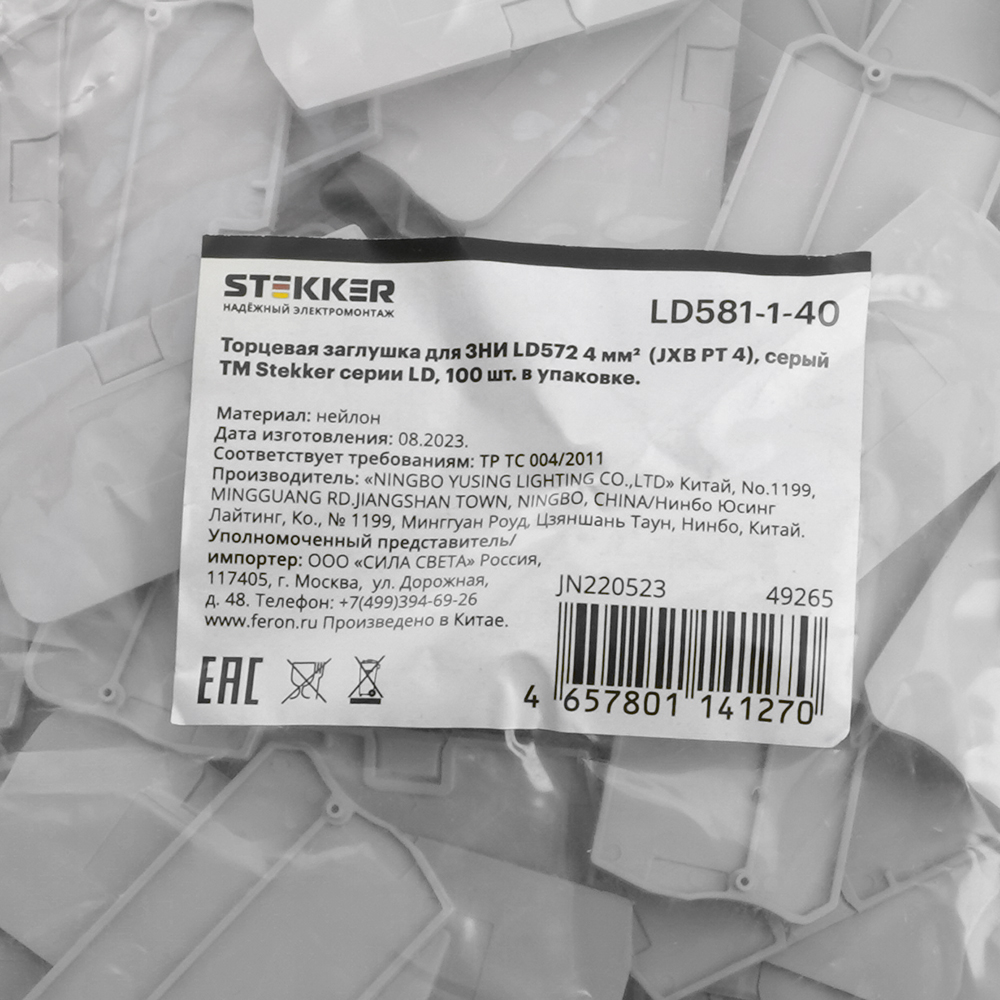 STEKKER
НАДЁЖНЫЙ ЭЛЕКТРОМОНТАЖ
LD581-1-40
Торцевая заглушка для ЗНИ LD572 4 мм² (JXB PT 4), серый
ТМ Stekker серии LD, 100 шт. в упаковке.
Материал: нейлон
Дата изготовления: 08.2023.
Соответствует требованиям: ТР ТС 004/2011
Производитель: «NINGBO YUSING LIGHTING CO.,LTD» Китай, No.1199,
MINGGUANG RD.JIANGSHAN TOWN, NINGBO, CHINA/Нинбо Юсинг
Лайтинг, Ко., № 1199, Минггуан Роуд, Цзяншань Таун, Нинбо, Китай.
Уполномоченный представитель/
импортер: ООО «СИЛА СВЕТА» Россия,
117405, г. Москва, ул. Дорожная,
д. 48. Телефон: +7(499)394-69-26
www.feron.ru Произведено в Китае.
JN220523 49265
EAC
4 657801 141270